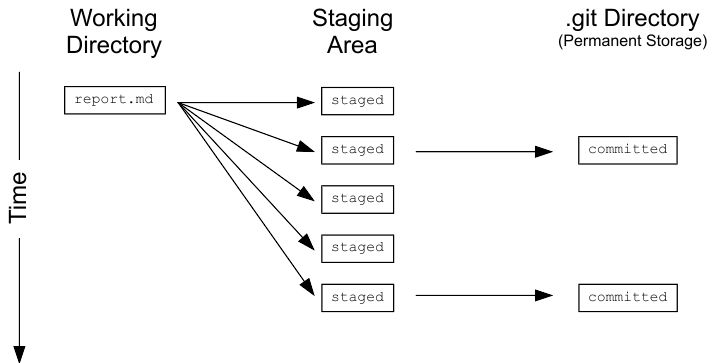 Working
Directory
Staging
Area
.git Directory
(Permanent Storage)
Time
report.md
staged
staged
committed
staged
staged
staged
committed